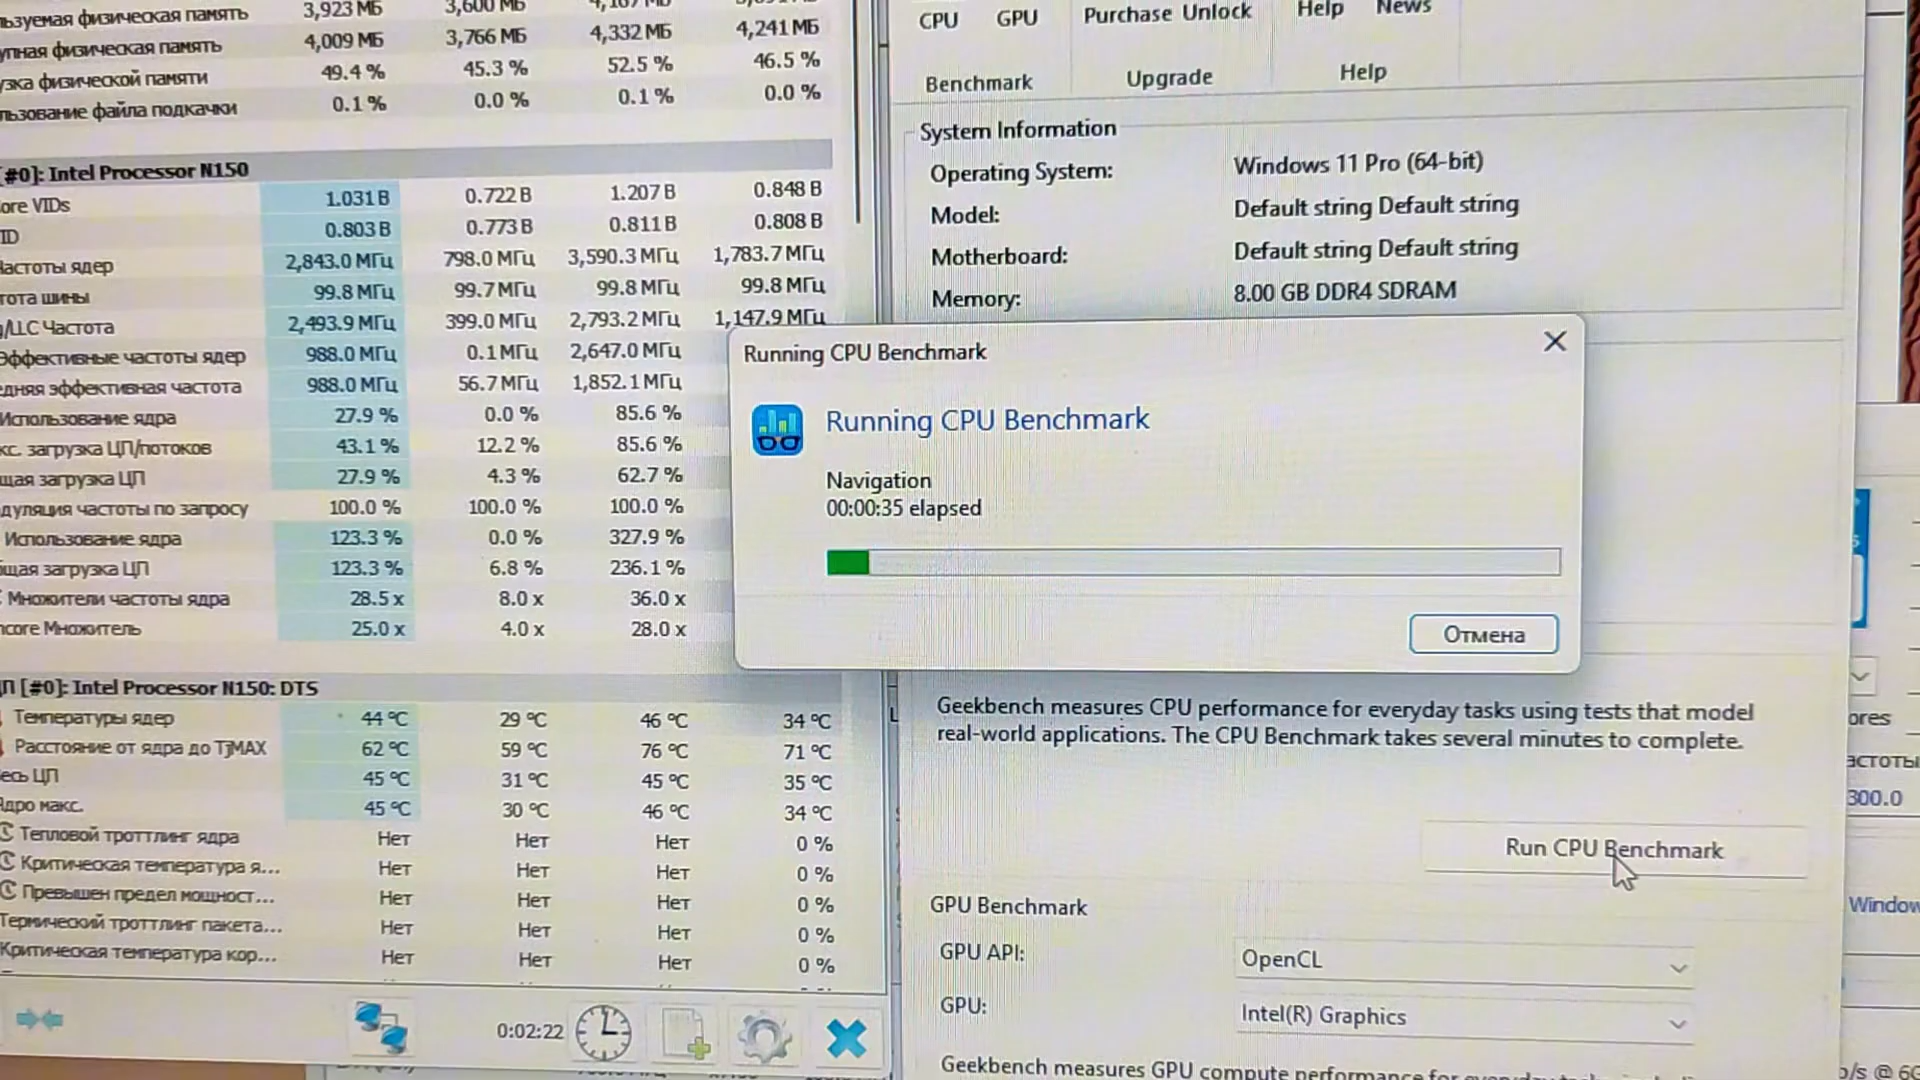 льзуемая физическая память 3,923 МБ 3,600 МБ
упная физическая память 4,009 МБ 3,766 МБ 4,332 МБ 4,241 МБ
узка физической памяти 49.4 % 45.3 % 52.5 % 46.5 %
льзование файла подкачки 0.1 % 0.0 % 0.1 % 0.0 %
[#0]: Intel Processor N150
ore VIDs 1.031 В 0.722 В 1.207 В 0.848 В
ID 0.803 В 0.773 В 0.811 В 0.808 В
Частоты ядер 2,843.0 МГц 798.0 МГц 3,590.3 МГц 1,783.7 МГц
тота шины 99.8 МГц 99.7 МГц 99.8 МГц 99.8 МГц
g/LLC Частота 2,493.9 МГц 399.0 МГц 2,793.2 МГц 1,147.9 МГц
Эффективные частоты ядер 988.0 МГц 0.1 МГц 2,647.0 МГц
едняя эффективная частота 988.0 МГц 56.7 МГц 1,852.1 МГц
Использование ядра 27.9 % 0.0 % 85.6 %
кс. загрузка ЦП/потоков 43.1 % 12.2 % 85.6 %
щая загрузка ЦП 27.9 % 4.3 % 62.7 %
дуляция частоты по запросу 100.0 % 100.0 % 100.0 %
Использование ядра 123.3 % 0.0 % 327.9 %
бщая загрузка ЦП 123.3 % 6.8 % 236.1 %
Множители частоты ядра 28.5 x 8.0 x 36.0 x
ncore Множитель 25.0 x 4.0 x 28.0 x
П [#0]: Intel Processor N150: DTS
Температуры ядер 44 °C 29 °C 46 °C 34 °C
Расстояние от ядра до TjMAX 62 °C 59 °C 76 °C 71 °C
есь ЦП 45 °C 31 °C 45 °C 35 °C
Ядро макс. 45 °C 30 °C 46 °C 34 °C
Тепловой троттлинг ядра Нет Нет Нет 0 %
Критическая температура я... Нет Нет Нет 0 %
Превышен предел мощност... Нет Нет Нет 0 %
Термический троттлинг пакета... Нет Нет Нет 0 %
Критическая температура кор... Нет Нет Нет 0 %
0:02:22
CPU GPU Purchase Unlock Help News
Benchmark Upgrade Help
System Information
Operating System: Windows 11 Pro (64-bit)
Model: Default string Default string
Motherboard: Default string Default string
Memory: 8.00 GB DDR4 SDRAM
Running CPU Benchmark
Running CPU Benchmark
Navigation
00:00:35 elapsed
Отмена
Geekbench measures CPU performance for everyday tasks using tests that model
real-world applications. The CPU Benchmark takes several minutes to complete.
Run CPU Benchmark
GPU Benchmark
GPU API: OpenCL
GPU: Intel(R) Graphics
Geekbench measures GPU compute performance for
ores
астоты
300.0
Window